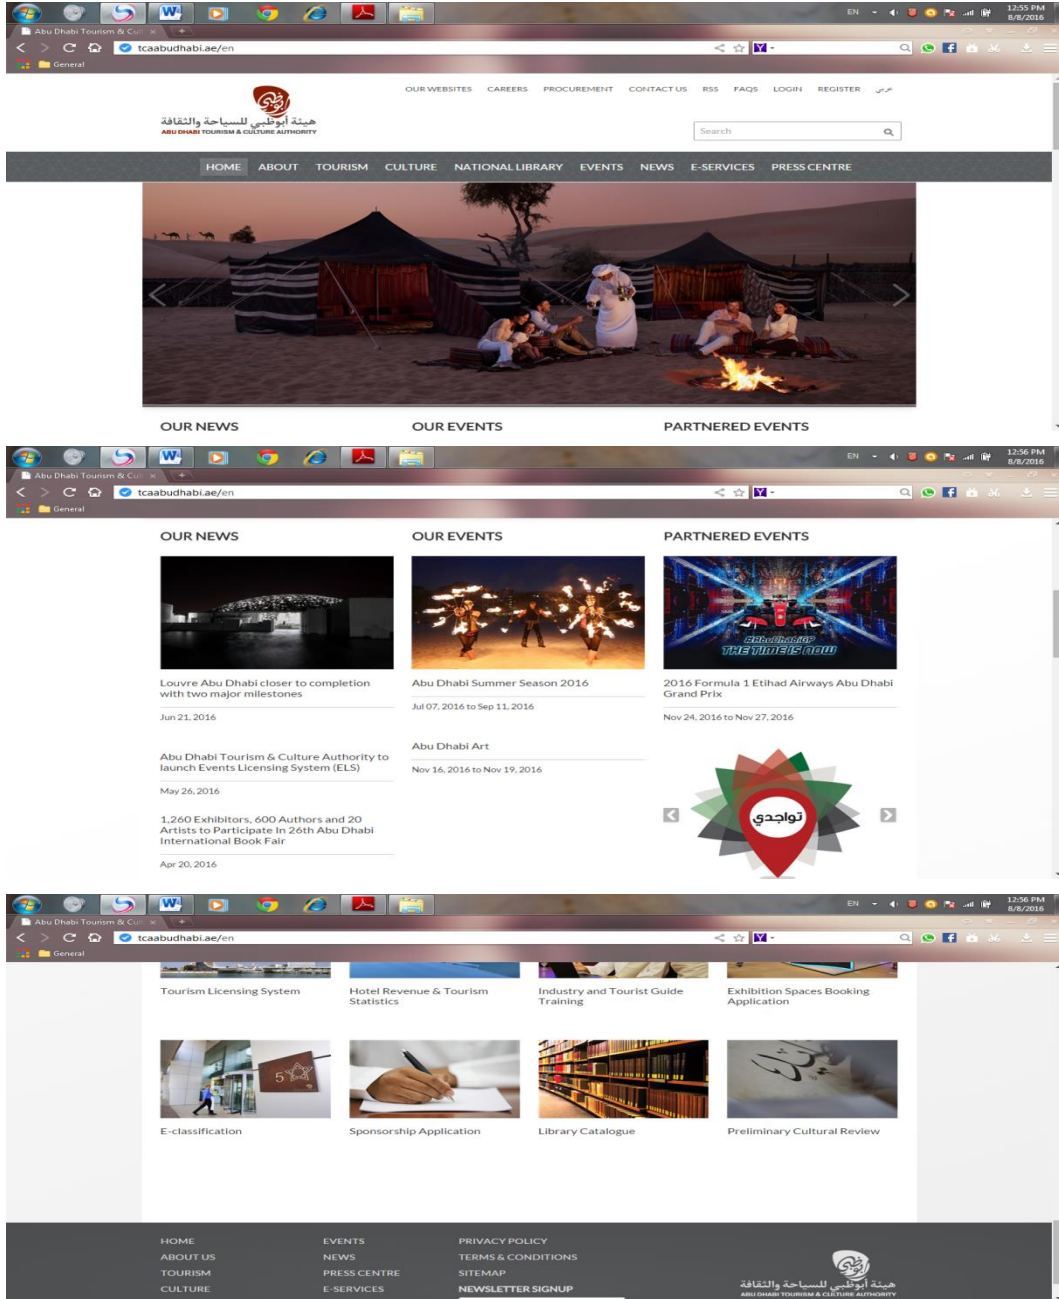 EN
12:55 PM
8/8/2016
Abu Dhabi Tourism & Cul
tcaabudhabi.ae/en
General
OUR WEBSITES CAREERS PROCUREMENT CONTACT US RSS FAQS LOGIN REGISTER عربي
هيئة أبوظبي للسياحة والثقافة
ABU DHABI TOURISM & CULTURE AUTHORITY
Search
HOME ABOUT TOURISM CULTURE NATIONAL LIBRARY EVENTS NEWS E-SERVICES PRESS CENTRE
OUR NEWS OUR EVENTS PARTNERED EVENTS
EN
12:56 PM
8/8/2016
Abu Dhabi Tourism & Cul
tcaabudhabi.ae/en
General
OUR NEWS OUR EVENTS PARTNERED EVENTS
#AbuDhabiGP
THE TIME IS NOW
Louvre Abu Dhabi closer to completion
with two major milestones
Jun 21, 2016
Abu Dhabi Tourism & Culture Authority to
launch Events Licensing System (ELS)
May 26, 2016
1,260 Exhibitors, 600 Authors and 20
Artists to Participate In 26th Abu Dhabi
International Book Fair
Apr 20, 2016
Abu Dhabi Summer Season 2016
Jul 07, 2016 to Sep 11, 2016
Abu Dhabi Art
Nov 16, 2016 to Nov 19, 2016
2016 Formula 1 Etihad Airways Abu Dhabi
Grand Prix
Nov 24, 2016 to Nov 27, 2016
تواجدي
EN
12:56 PM
8/8/2016
Abu Dhabi Tourism & Cul
tcaabudhabi.ae/en
General
Tourism Licensing System
Hotel Revenue & Tourism
Statistics
Industry and Tourist Guide
Training
Exhibition Spaces Booking
Application
5
E-classification
Sponsorship Application
Library Catalogue
Preliminary Cultural Review
HOME
ABOUT US
TOURISM
CULTURE
EVENTS
NEWS
PRESS CENTRE
E-SERVICES
PRIVACY POLICY
TERMS & CONDITIONS
SITEMAP
NEWSLETTER SIGNUP
هيئة أبوظبي للسياحة والثقافة
ABU DHABI TOURISM & CULTURE AUTHORITY